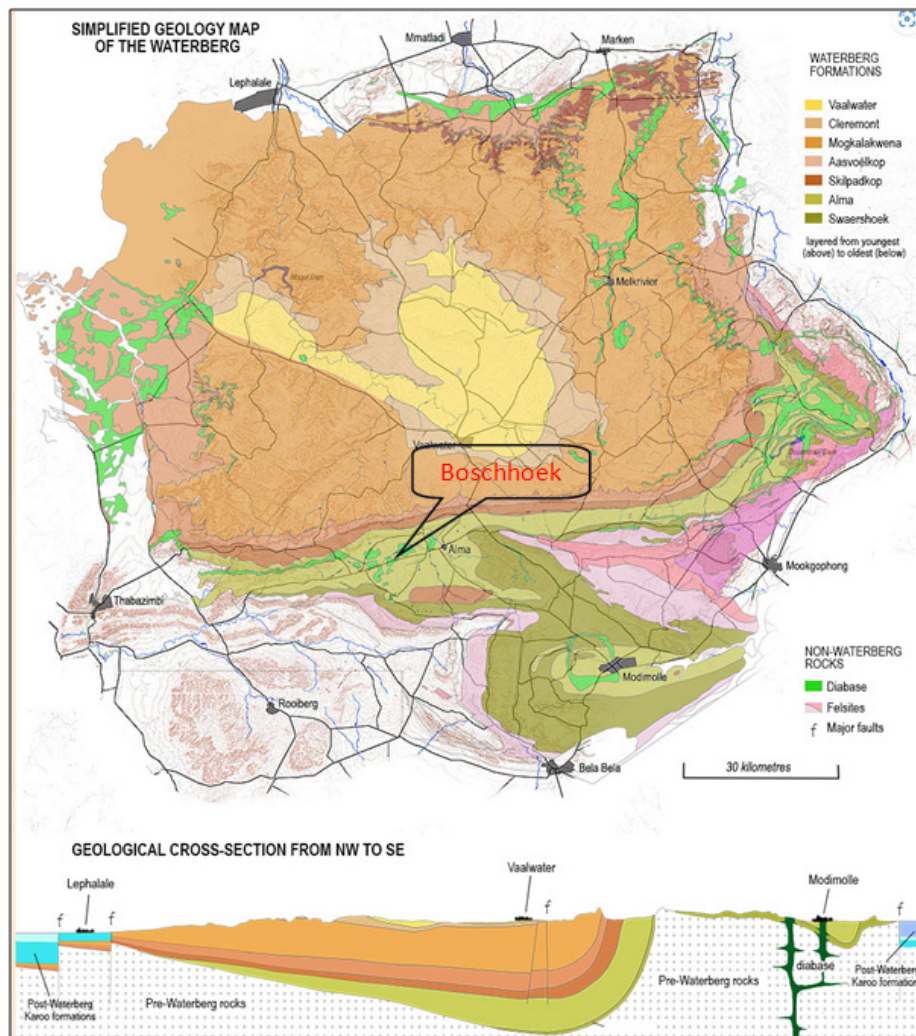 SIMPLIFIED GEOLOGY MAP
OF THE WATERBERG
Mmatladi
Marken
Lephalale
WATERBERG
FORMATIONS
Vaalwater
Cleremont
Mogkalakwena
Aasvoëlkop
Skilpadkop
Alma
Swaershoek
layered from youngest
(above) to oldest (below)
Melkrivier
Vaalwater
Boschhoek
Alma
Mookgophong
Thabazimbi
Modimolle
Rooiberg
NON-WATERBERG
ROCKS
Diabase
Felsites
f Major faults
Bela Bela
30 kilometres
GEOLOGICAL CROSS-SECTION FROM NW TO SE
Lephalale
Vaalwater
Modimolle
f
f
f
f
Post-Waterberg
Karoo formations
Pre-Waterberg rocks
Pre-Waterberg rocks
diabase
Post-Waterberg
Karoo formations